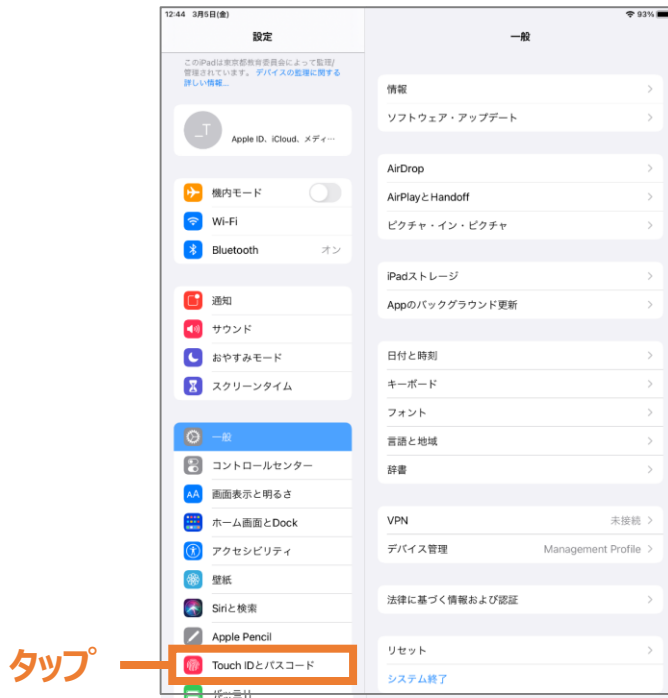 12:44 3月5日(金)
93%
設定
このiPadは東京都教育委員会によって監理/
管理されています。デバイスの監理に関する
詳しい情報...
_T
Apple ID、iCloud、メディ…
機内モード
Wi-Fi
Bluetooth オン
通知
サウンド
おやすみモード
スクリーンタイム
一般
コントロールセンター
AA 画面表示と明るさ
ホーム画面とDock
アクセシビリティ
壁紙
Siriと検索
Apple Pencil
Touch IDとパスコード
タップ
バッテリー
一般
情報
ソフトウェア・アップデート
AirDrop
AirPlayとHandoff
ピクチャ・イン・ピクチャ
iPadストレージ
Appのバックグラウンド更新
日付と時刻
キーボード
フォント
言語と地域
辞書
VPN 未接続
デバイス管理 Management Profile
法律に基づく情報および認証
リセット
システム終了